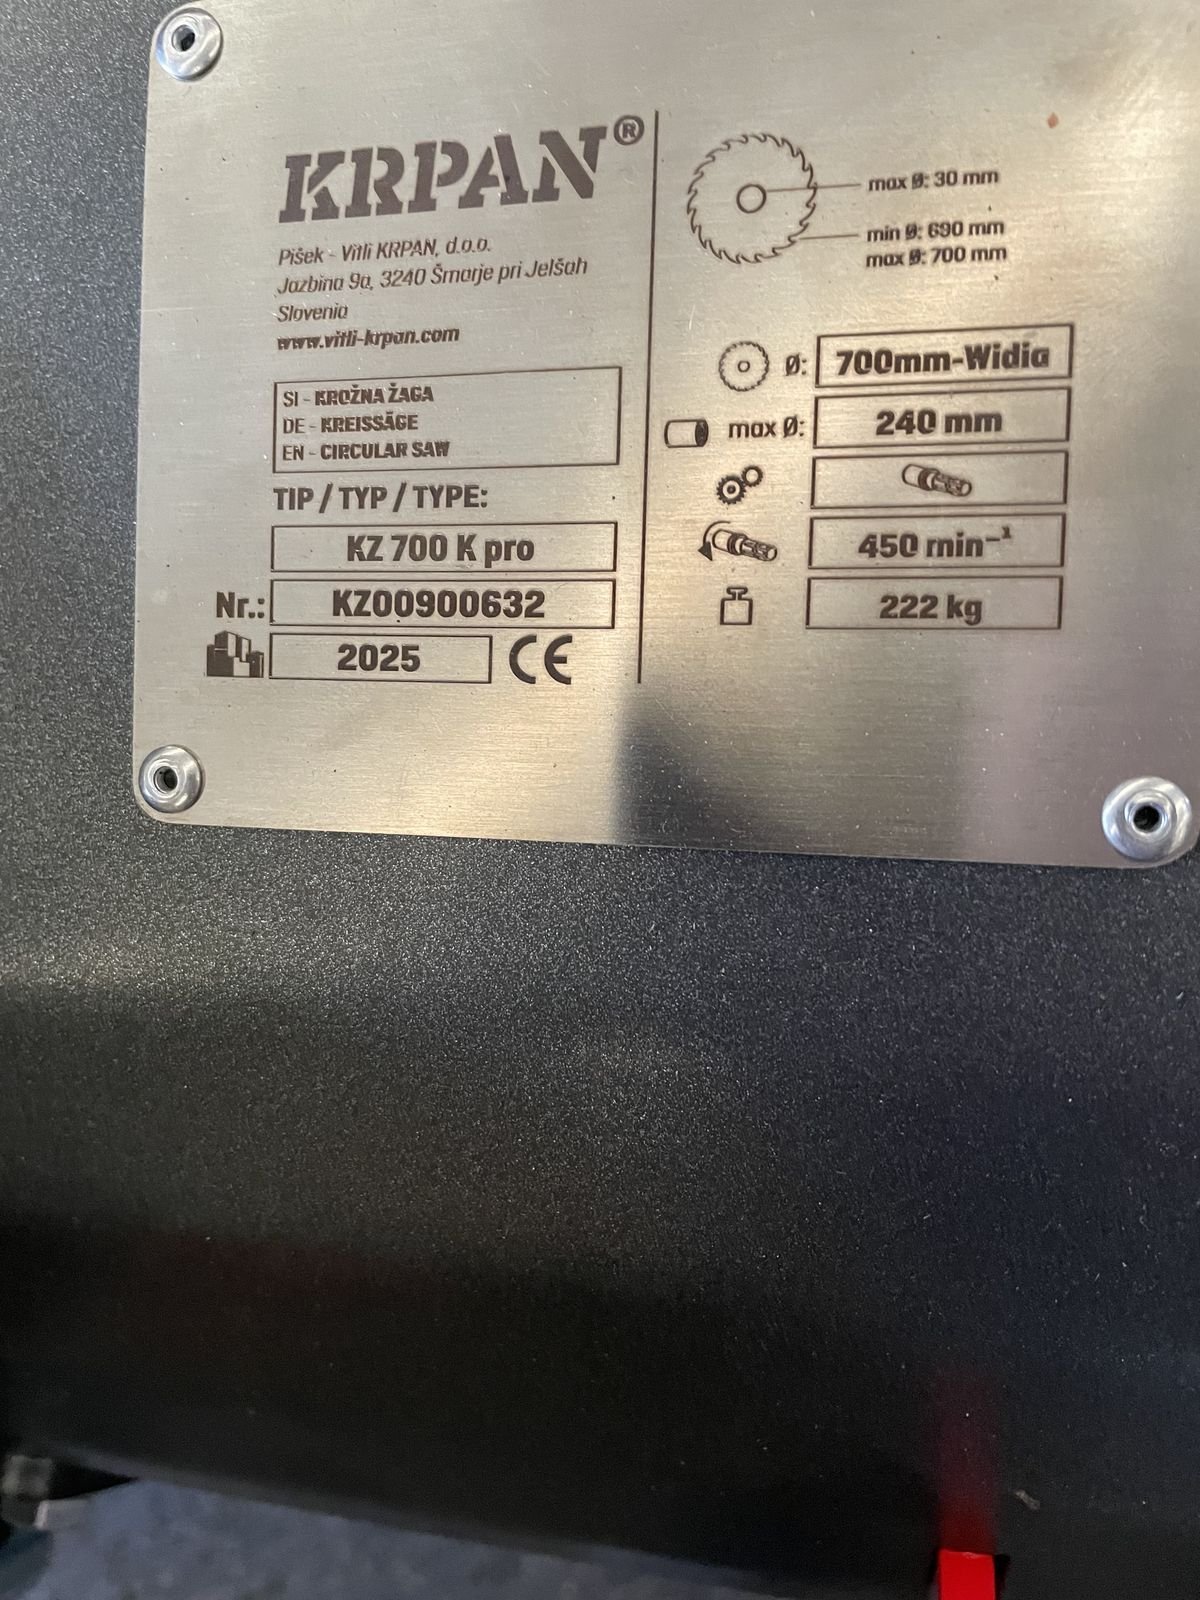 KRPAN®
Pišek - Vitli KRPAN, d.o.o.
Jazbina 9a, 3240 Šmarje pri Jelšah
Slovenia
www.vitli-krpan.com
SI - KROŽNA ŽAGA
DE - KREISSÄGE
EN - CIRCULAR SAW
TIP / TYP / TYPE:
KZ 700 K pro
Nr.: KZ00900632
2025 CE
max Ø: 30 mm
min Ø: 690 mm
max Ø: 700 mm
Ø: 700mm-Widia
max Ø: 240 mm
450 min⁻¹
222 kg